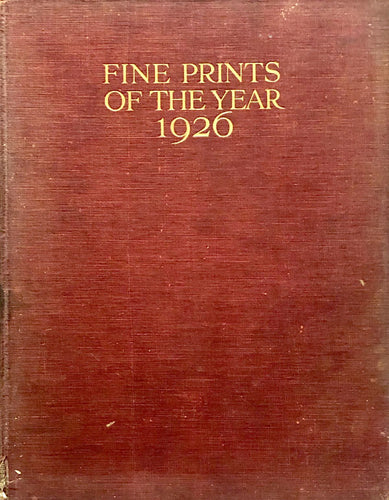 FINE PRINTS
OF THE YEAR
1926